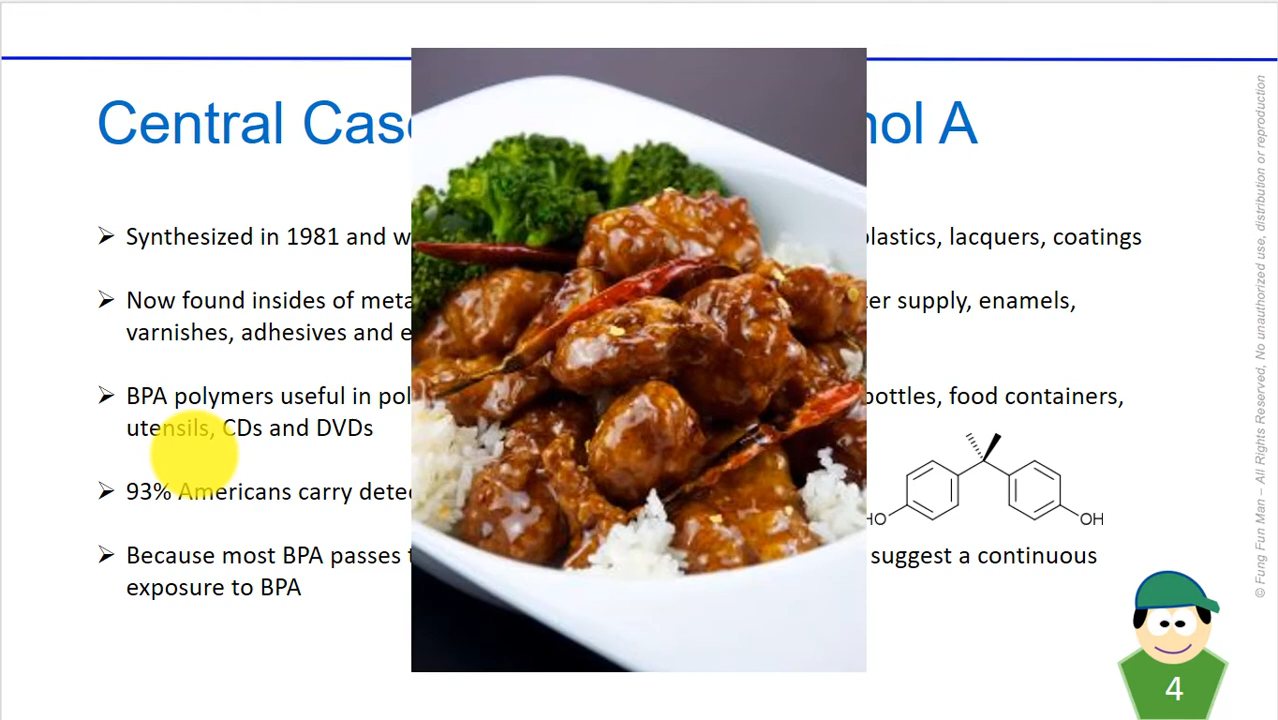 Central Cas
nol A
Synthesized in 1981 and w
plastics, lacquers, coatings
Now found insides of meta
ter supply, enamels,
varnishes, adhesives and e
BPA polymers useful in pol
bottles, food containers,
utensils, CDs and DVDs
93% Americans carry detec
HO
OH
Because most BPA passes t
suggest a continuous
exposure to BPA
4
© Fung Fun Man – All Rights Reserved, No unauthorized use, distribution or reproduction